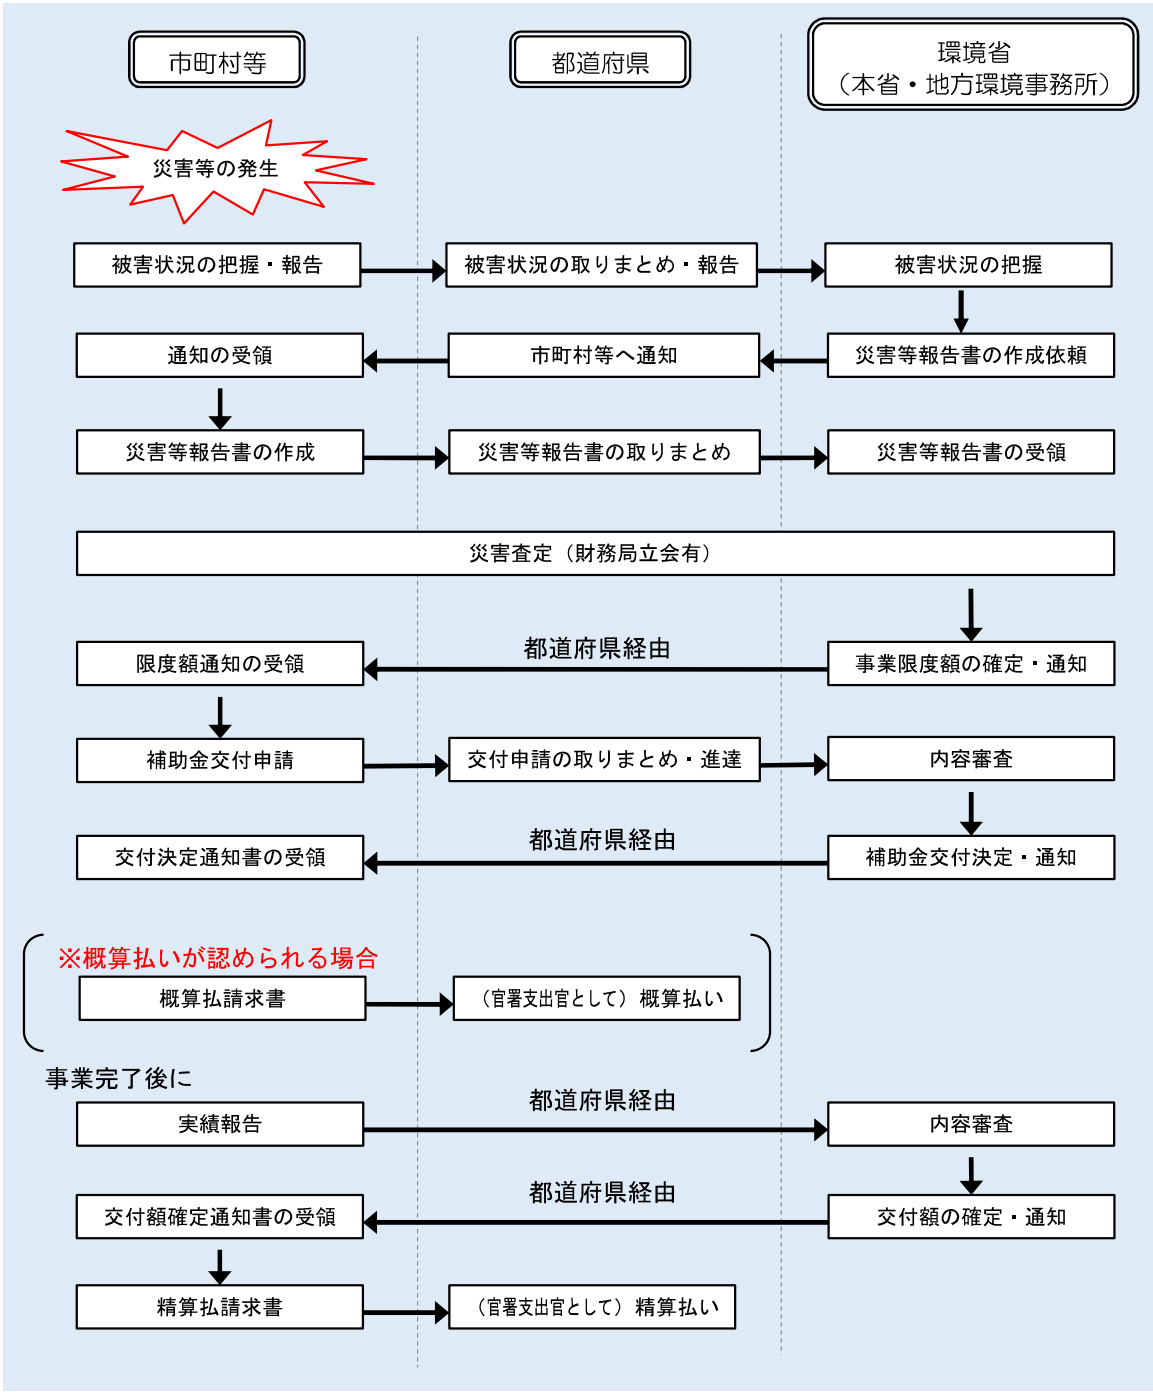 市町村等
都道府県
環境省
（本省・地方環境事務所）
災害等の発生
被害状況の把握・報告
被害状況の取りまとめ・報告
被害状況の把握
通知の受領
市町村等へ通知
災害等報告書の作成依頼
災害等報告書の作成
災害等報告書の取りまとめ
災害等報告書の受領
災害査定（財務局立会有）
限度額通知の受領
都道府県経由
事業限度額の確定・通知
補助金交付申請
交付申請の取りまとめ・進達
内容審査
交付決定通知書の受領
都道府県経由
補助金交付決定・通知
※概算払いが認められる場合
概算払請求書
（官署支出官として）概算払い
事業完了後に
実績報告
都道府県経由
内容審査
交付額確定通知書の受領
都道府県経由
交付額の確定・通知
精算払請求書
（官署支出官として）精算払い